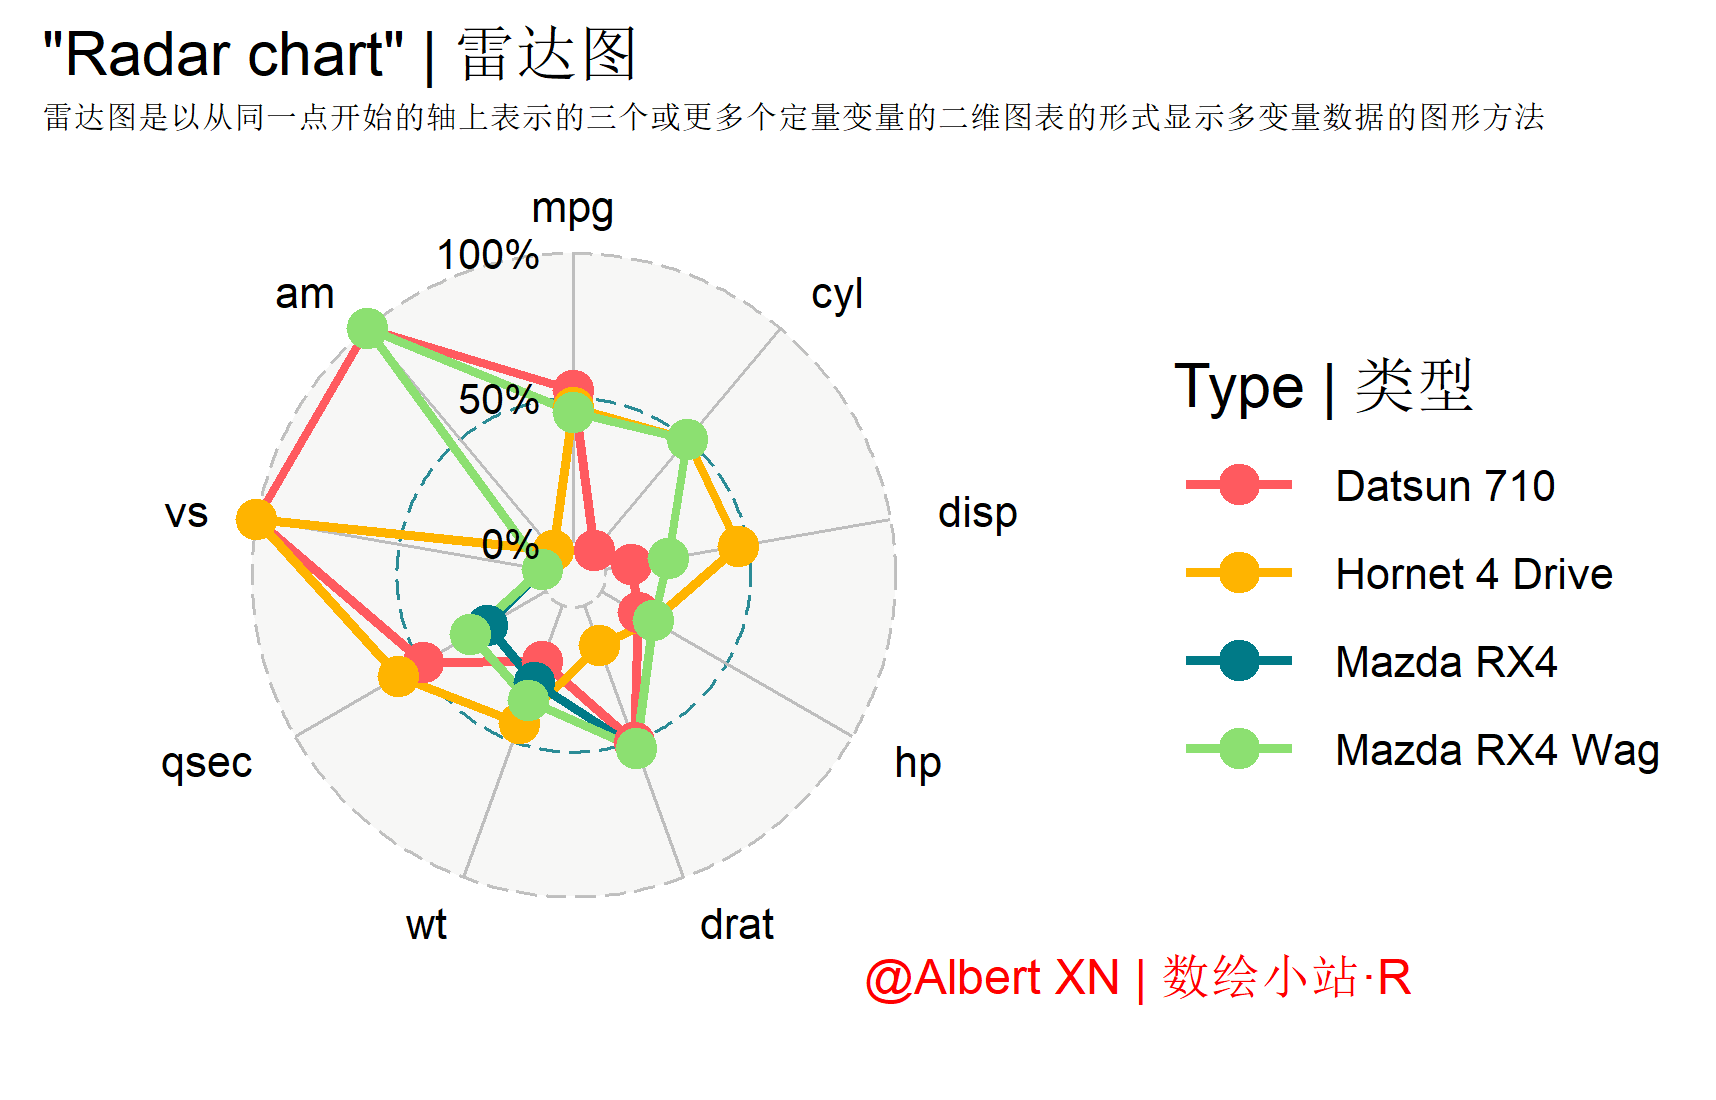 "Radar chart" | 雷达图
雷达图是以从同一点开始的轴上表示的三个或更多个定量变量的二维图表的形式显示多变量数据的图形方法
mpg
100%
am
cyl
Type | 类型
50%
Datsun 710
vs
disp
0%
Hornet 4 Drive
Mazda RX4
qsec
hp
Mazda RX4 Wag
wt
drat
@Albert XN | 数绘小站·R